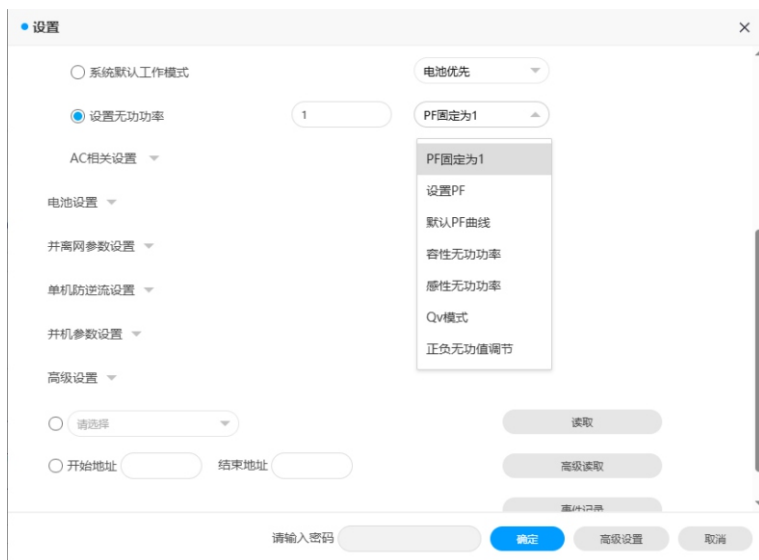 设置
系统默认工作模式 电池优先
设置无功功率 1 PF固定为1
AC相关设置 PF固定为1
设置PF
电池设置
默认PF曲线
并离网参数设置 容性无功功率
单机防逆流设置 感性无功功率
Qv模式
并机参数设置
正负无功值调节
高级设置
请选择 读取
开始地址 结束地址 高级读取
事件记录
请输入密码 确定 高级设置 取消